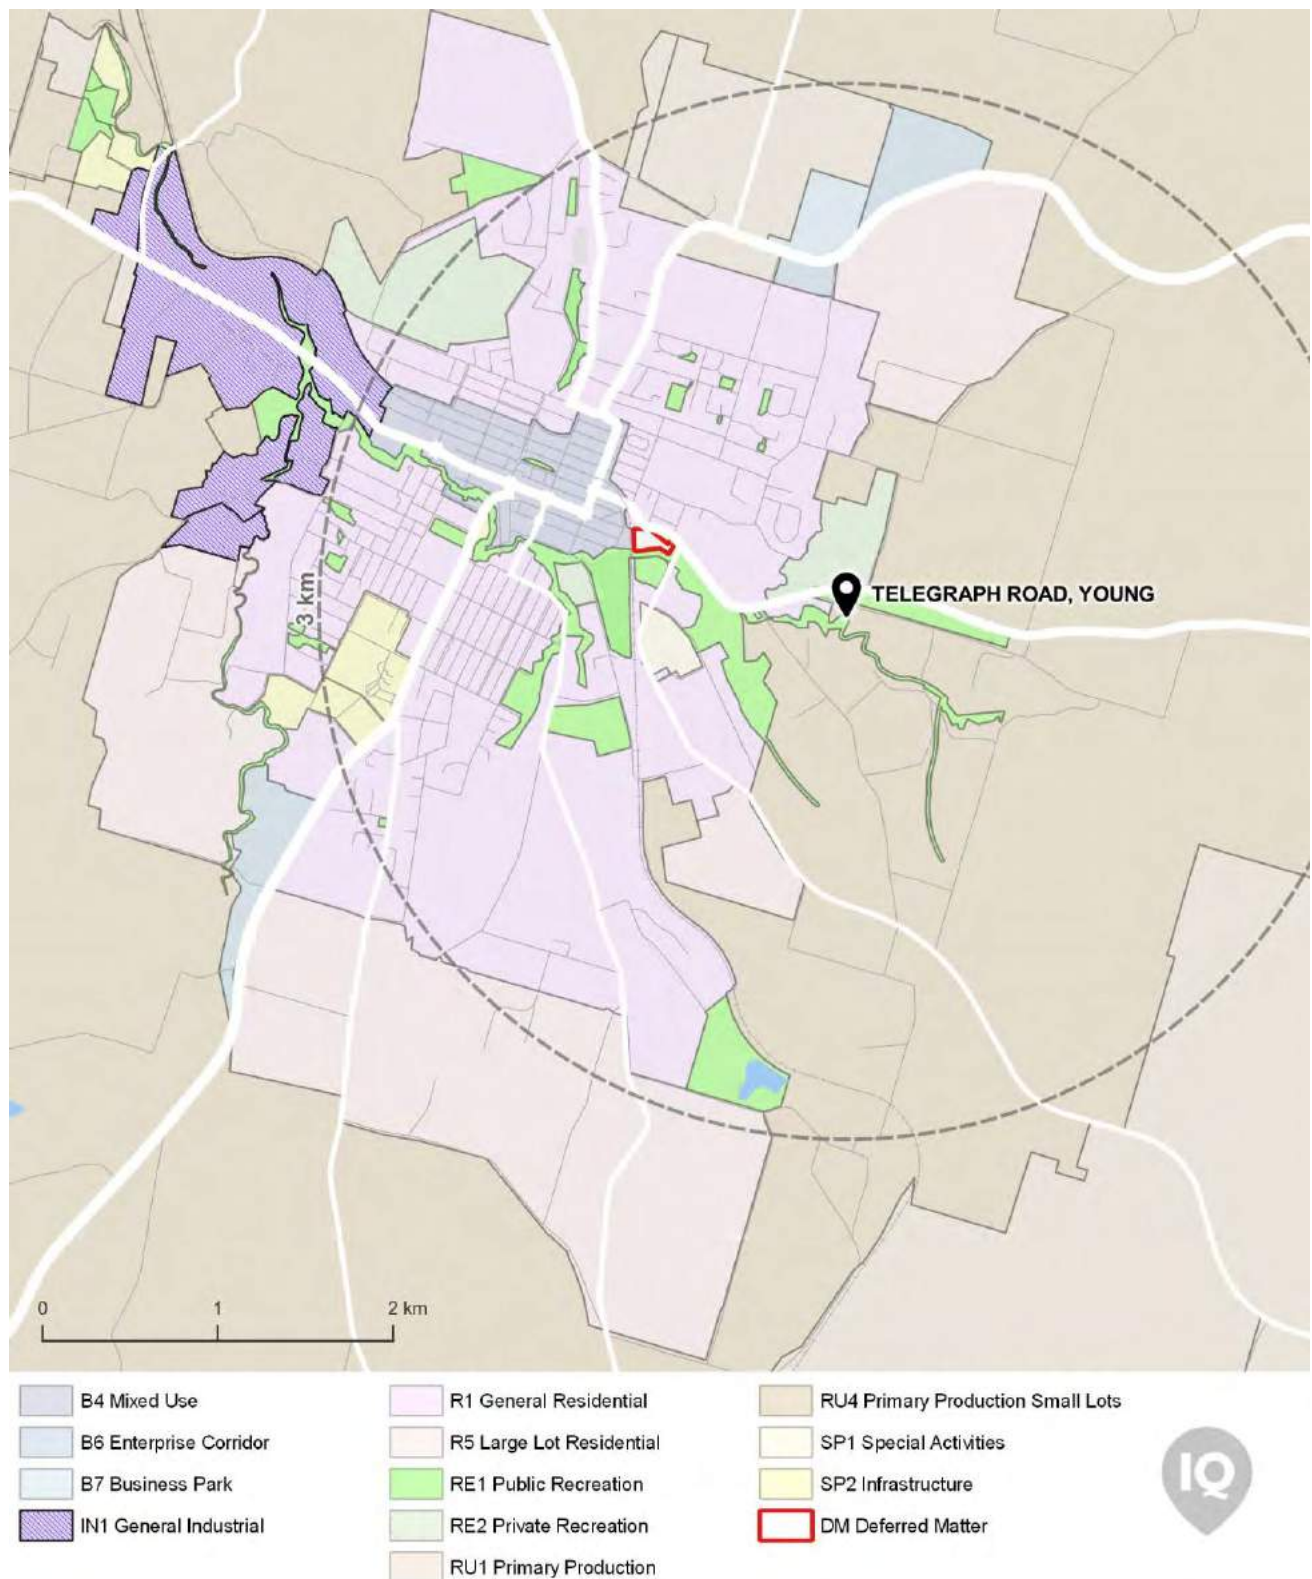 TELEGRAPH ROAD, YOUNG
3 km
0 1 2 km
B4 Mixed Use
B6 Enterprise Corridor
B7 Business Park
IN1 General Industrial
R1 General Residential
R5 Large Lot Residential
RE1 Public Recreation
RE2 Private Recreation
RU1 Primary Production
RU4 Primary Production Small Lots
SP1 Special Activities
SP2 Infrastructure
DM Deferred Matter
IQ